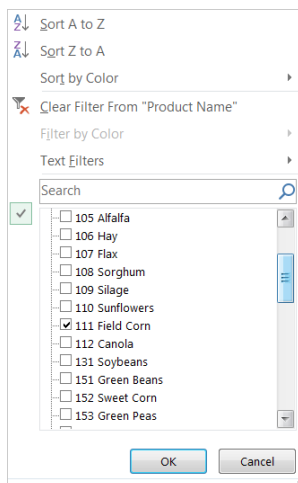 Sort A to Z
Sort Z to A
Sort by Color
Clear Filter From "Product Name"
Filter by Color
Text Filters
Search
105 Alfalfa
106 Hay
107 Flax
108 Sorghum
109 Silage
110 Sunflowers
111 Field Corn
112 Canola
131 Soybeans
151 Green Beans
152 Sweet Corn
153 Green Peas
OK Cancel